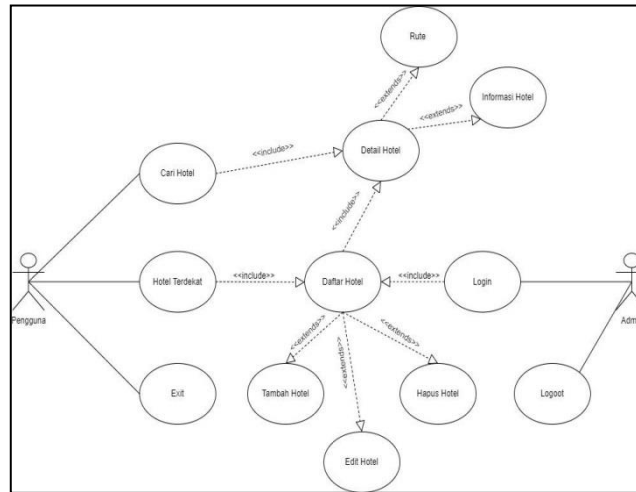 Rute
<<extends>>
Informasi Hotel
<<extends>>
Detail Hotel
<<include>>
Cari Hotel
<<include>>
Pengguna
Hotel Terdekat
<<include>>
Daftar Hotel
<<include>>
Login
Admi
<<extends>>
<<extends>>
<<extends>>
Exit
Tambah Hotel
Hapus Hotel
Logoot
Edit Hotel